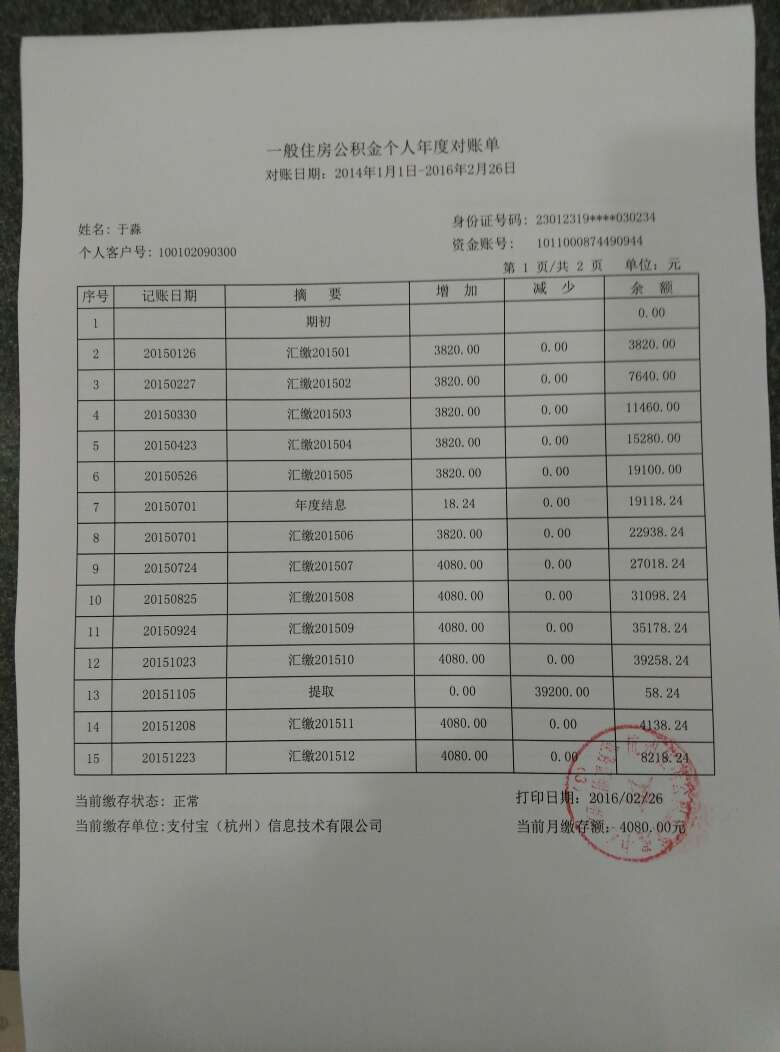 一般住房公积金个人年度对账单
对账日期：2014年1月1日-2016年2月26日
姓名：于淼
身份证号码：23012319****030234
个人客户号：100102090300
资金账号：1011000874490944
第 1 页/共 2 页 单位：元
序号 记账日期 摘 要 增 加 减 少 余 额
1 期初 0.00
2 20150126 汇缴201501 3820.00 0.00 3820.00
3 20150227 汇缴201502 3820.00 0.00 7640.00
4 20150330 汇缴201503 3820.00 0.00 11460.00
5 20150423 汇缴201504 3820.00 0.00 15280.00
6 20150526 汇缴201505 3820.00 0.00 19100.00
7 20150701 年度结息 18.24 0.00 19118.24
8 20150701 汇缴201506 3820.00 0.00 22938.24
9 20150724 汇缴201507 4080.00 0.00 27018.24
10 20150825 汇缴201508 4080.00 0.00 31098.24
11 20150924 汇缴201509 4080.00 0.00 35178.24
12 20151023 汇缴201510 4080.00 0.00 39258.24
13 20151105 提取 0.00 39200.00 58.24
14 20151208 汇缴201511 4080.00 0.00 4138.24
15 20151223 汇缴201512 4080.00 0.00 8218.24
当前缴存状态：正常
打印日期：2016/02/26
当前缴存单位:支付宝（杭州）信息技术有限公司
当前月缴存额：4080.00元